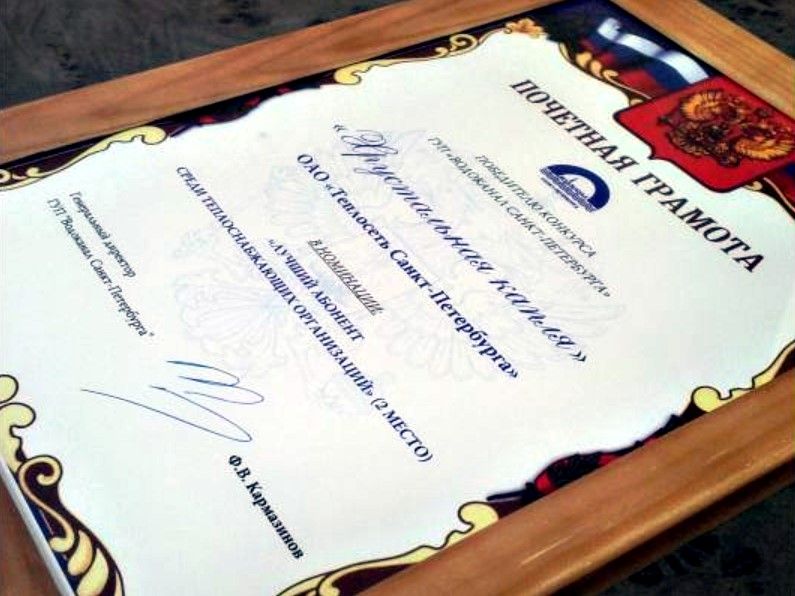 ПОЧЕТНАЯ ГРАМОТА
ПОБЕДИТЕЛЮ КОНКУРСА
ГУП «ВОДОКАНАЛ САНКТ-ПЕТЕРБУРГА»
«Хрустальная капля»
ОАО «Теплосеть Санкт-Петербурга»
В НОМИНАЦИИ:
«ЛУЧШИЙ АБОНЕНТ
СРЕДИ ТЕПЛОСНАБЖАЮЩИХ ОРГАНИЗАЦИЙ» (2 МЕСТО)
Генеральный директор
ГУП "Водоканал Санкт-Петербурга"
Ф.В. Кармазинов